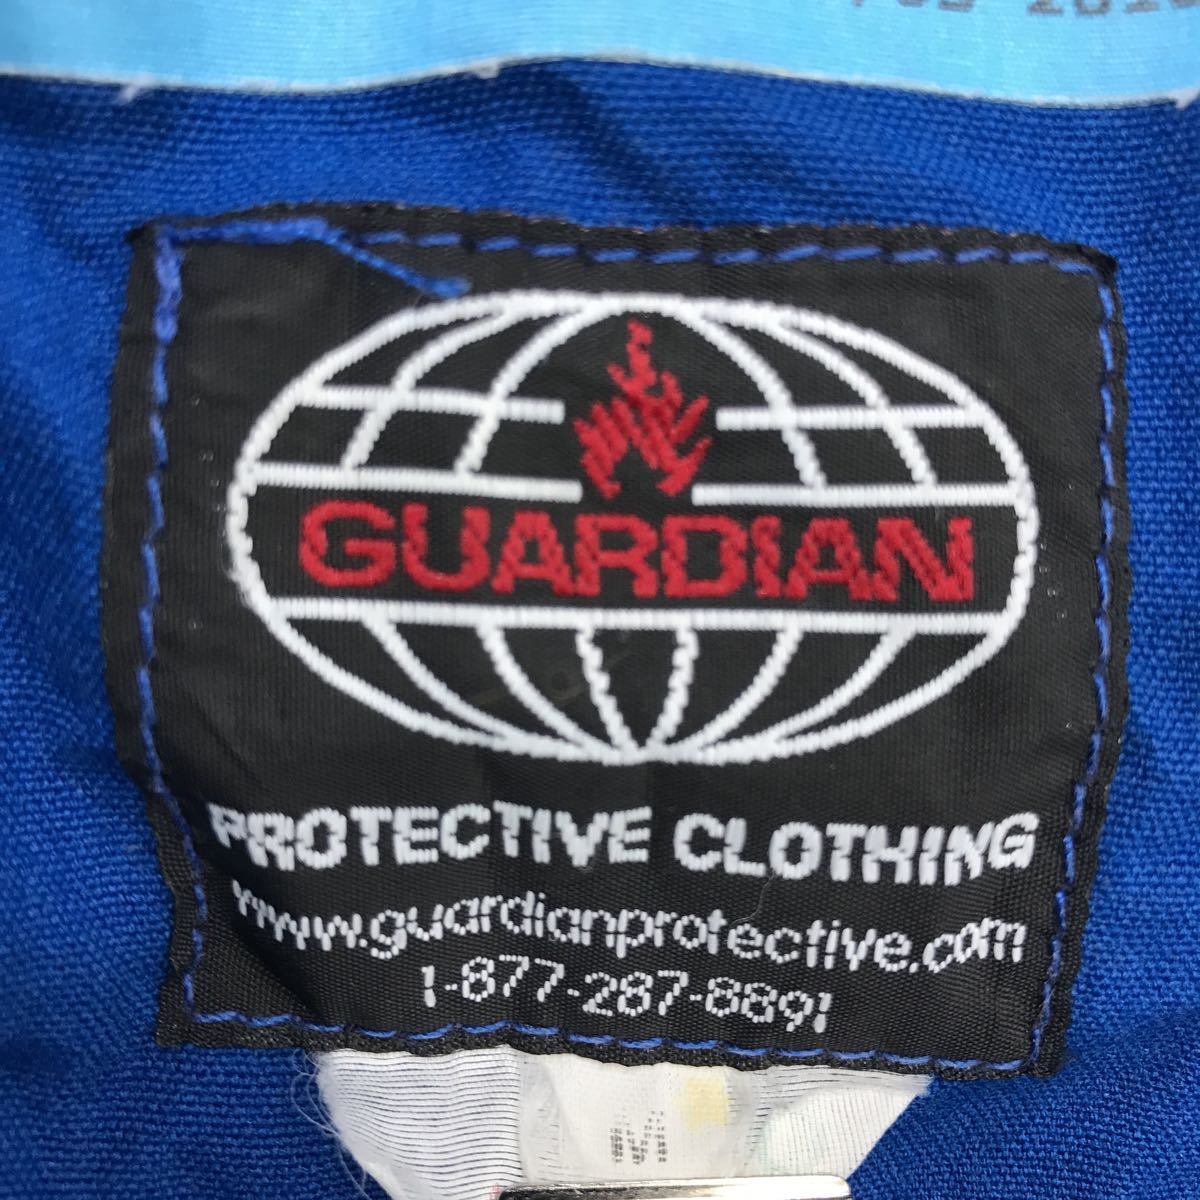 GUARDIAN
PROTECTIVE CLOTHING
www.guardianprotective.com
1-877-287-8891